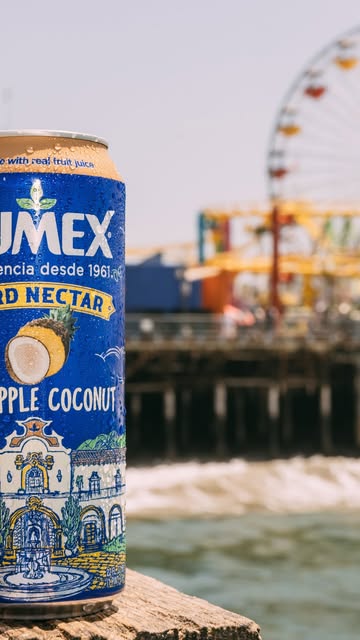 e with real fruit juice
UMEX
encia desde 1961
RD NECTAR
PPLE COCONUT